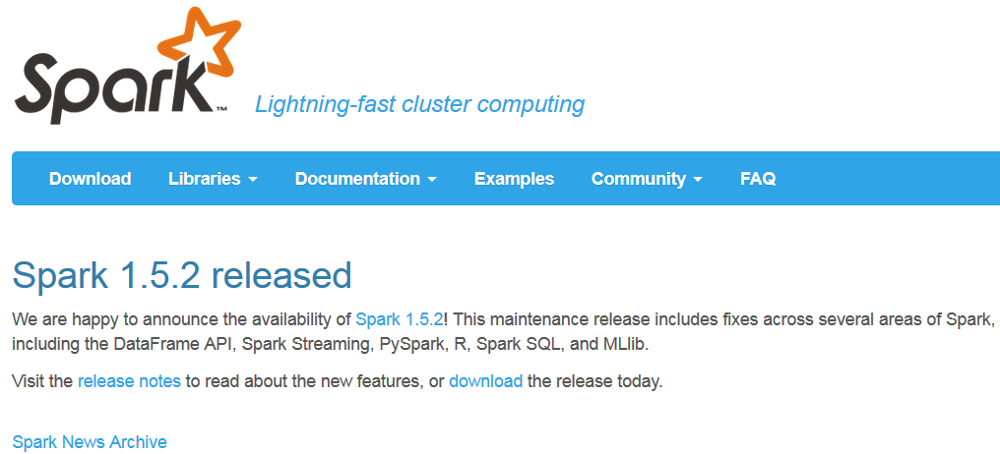 Spark™
Lightning-fast cluster computing
Download Libraries Documentation Examples Community FAQ
Spark 1.5.2 released
We are happy to announce the availability of Spark 1.5.2! This maintenance release includes fixes across several areas of Spark,
including the DataFrame API, Spark Streaming, PySpark, R, Spark SQL, and MLlib.
Visit the release notes to read about the new features, or download the release today.
Spark News Archive